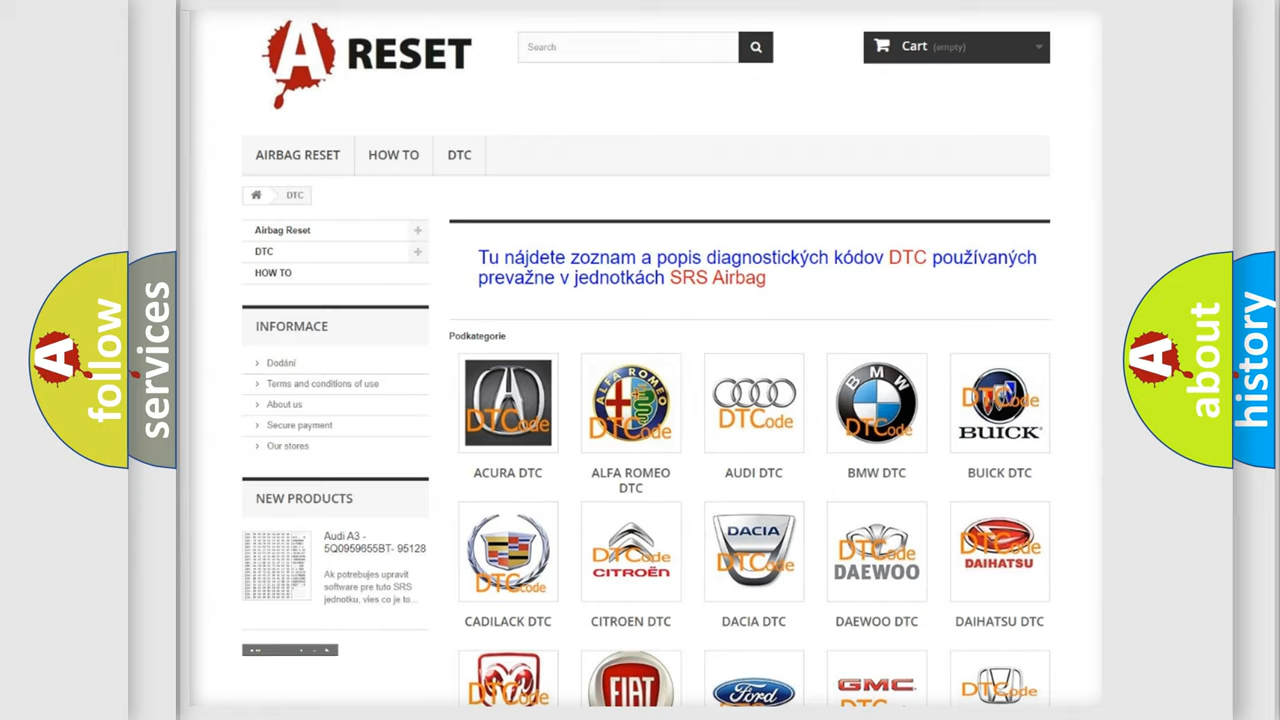 A RESET
Search
Cart (empty)
AIRBAG RESET
HOW TO
DTC
DTC
Airbag Reset
DTC
HOW TO
Tu nájdete zoznam a popis diagnostických kódov DTC používaných
prevažne v jednotkách SRS Airbag
INFORMACE
Podkategorie
Dodání
Terms and conditions of use
About us
Secure payment
Our stores
DTCode
ALFA ROMEO
DTCode
DTCode
BMW
DTCode
DTCode
BUICK
ACURA DTC
ALFA ROMEO
DTC
AUDI DTC
BMW DTC
BUICK DTC
NEW PRODUCTS
Audi A3 -
5Q0959655BT- 95128
Ak potrebujes upravit
software pre tuto SRS
jednotku, vies co je to...
DTCode
DTCode
CITROËN
DACIA
DTCode
DTCode
DAEWOO
DTCode
DAIHATSU
CADILACK DTC
CITROEN DTC
DACIA DTC
DAEWOO DTC
DAIHATSU DTC
DTCode
FIAT
Ford
GMC
DTCode
A follow
services
A about
history